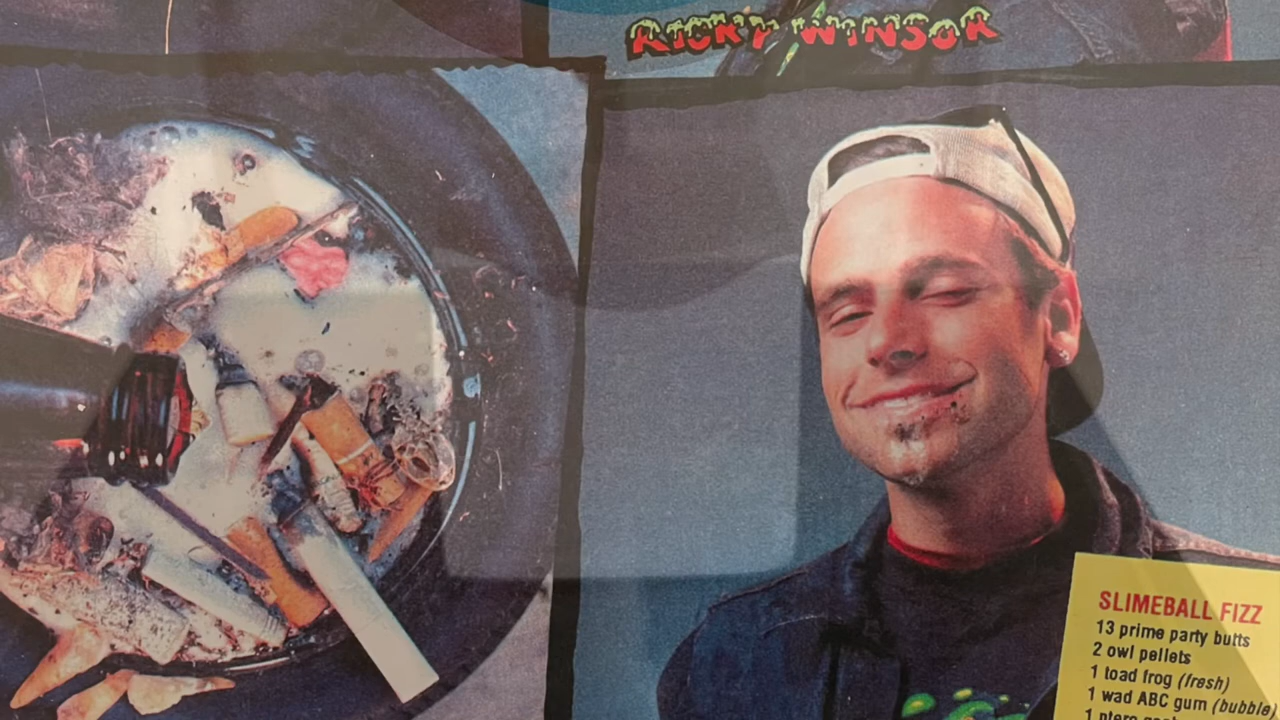 RICKY WINSOR
SLIMEBALL FIZZ
13 prime party butts
2 owl pellets
1 toad frog (fresh)
1 wad ABC gum (bubble)
1